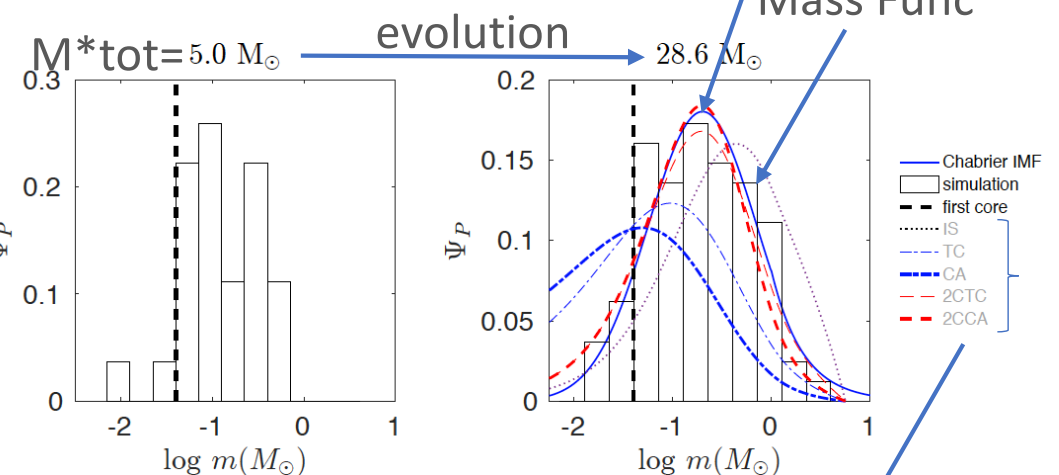 Mass Func
evolution
M*tot= 5.0 M⊙
28.6 M⊙
0.3
0.2
0.1
0
-2
-1
0
1
log m(M⊙)
Ψ_P
0.2
0.15
0.1
0.05
0
-2
-1
0
1
log m(M⊙)
Chabrier IMF
simulation
first core
IS
TC
CA
2CTC
2CCA